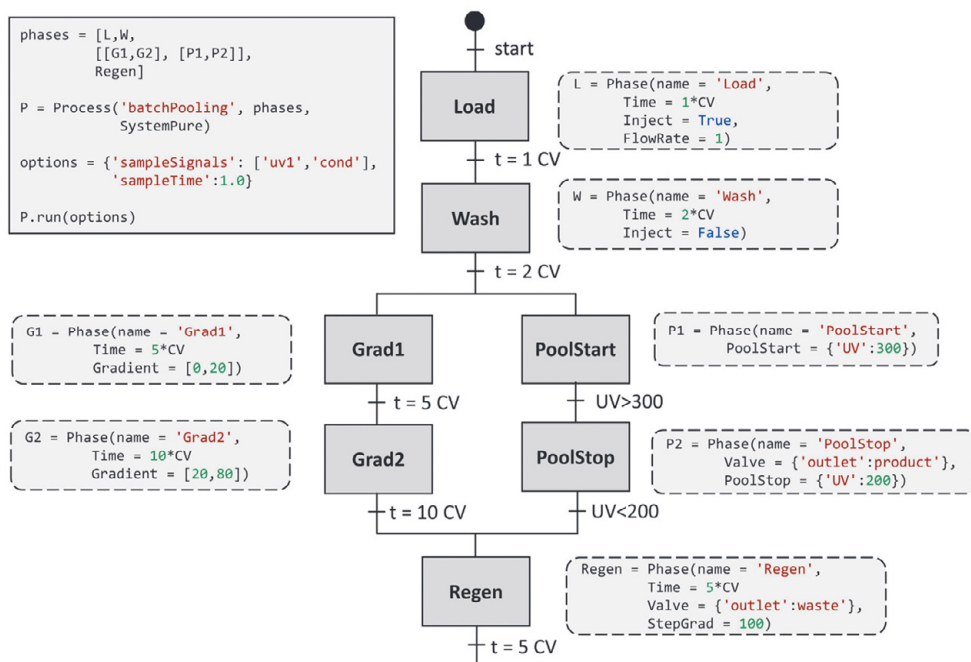 phases = [L,W,
[[G1,G2], [P1,P2]],
Regen]
P = Process('batchPooling', phases,
SystemPure)
options = {'sampleSignals': ['uv1','cond'],
'sampleTime':1.0}
P.run(options)
start
Load
L = Phase(name = 'Load',
Time = 1*CV
Inject = True,
FlowRate = 1)
t = 1 CV
Wash
W = Phase(name = 'Wash',
Time = 2*CV
Inject = False)
t = 2 CV
G1 = Phase(name = 'Grad1',
Time = 5*CV
Gradient = [0,20])
Grad1
PoolStart
P1 = Phase(name = 'PoolStart',
PoolStart = {'UV':300})
t = 5 CV
UV>300
G2 = Phase(name = 'Grad2',
Time = 10*CV
Gradient = [20,80])
Grad2
PoolStop
P2 = Phase(name = 'PoolStop',
Valve = {'outlet':product},
PoolStop = {'UV':200})
t = 10 CV
UV<200
Regen
Regen = Phase(name = 'Regen',
Time = 5*CV
Valve = {'outlet':waste},
StepGrad = 100)
t = 5 CV